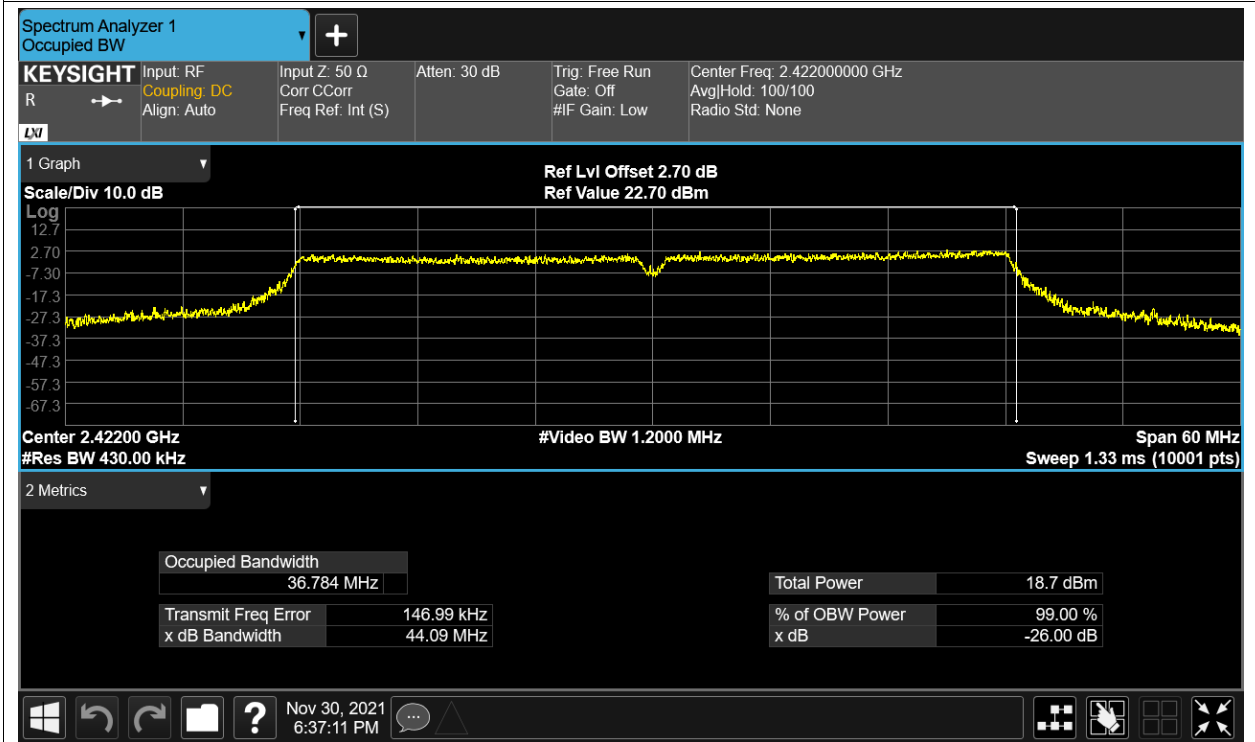 Spectrum Analyzer 1
Occupied BW
KEYSIGHT
R
LXI
Input: RF
Coupling: DC
Align: Auto
Input Z: 50 Ω
Corr CCorr
Freq Ref: Int (S)
Atten: 30 dB
Trig: Free Run
Gate: Off
#IF Gain: Low
Center Freq: 2.422000000 GHz
Avg|Hold: 100/100
Radio Std: None
1 Graph
Scale/Div 10.0 dB
Ref Lvl Offset 2.70 dB
Ref Value 22.70 dBm
Log
12.7
2.70
-7.30
-17.3
-27.3
-37.3
-47.3
-57.3
-67.3
Center 2.42200 GHz
#Video BW 1.2000 MHz
Span 60 MHz
#Res BW 430.00 kHz
Sweep 1.33 ms (10001 pts)
2 Metrics
Occupied Bandwidth
36.784 MHz
Transmit Freq Error 146.99 kHz
x dB Bandwidth 44.09 MHz
Total Power 18.7 dBm
% of OBW Power 99.00 %
x dB -26.00 dB
?
Nov 30, 2021
6:37:11 PM